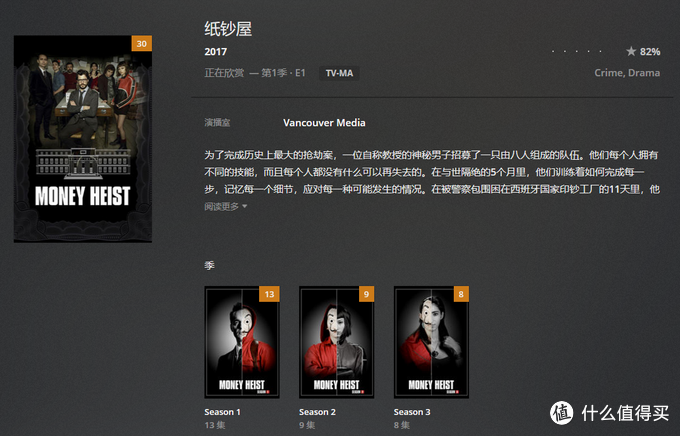 纸钞屋
30
2017
82%
正在欣赏 — 第1季 · E1 TV-MA
Crime, Drama
演播室 Vancouver Media
为了完成历史上最大的抢劫案，一位自称教授的神秘男子招募了一只由八人组成的队伍。他们每个人拥有
不同的技能，而且每个人都没有什么可以再失去的。在与世隔绝的5个月里，他们训练着如何完成每一
步，记忆每一个细节，应对每一种可能发生的情况。在被警察包围困在西班牙国家印钞工厂的11天里，他
MONEY HEIST
阅读更多
季
13
9
8
MONEY HEIST
MONEY HEIST
MONEY HEIST
Season 1
Season 2
Season 3
13 集
9 集
8 集
值 什么值得买